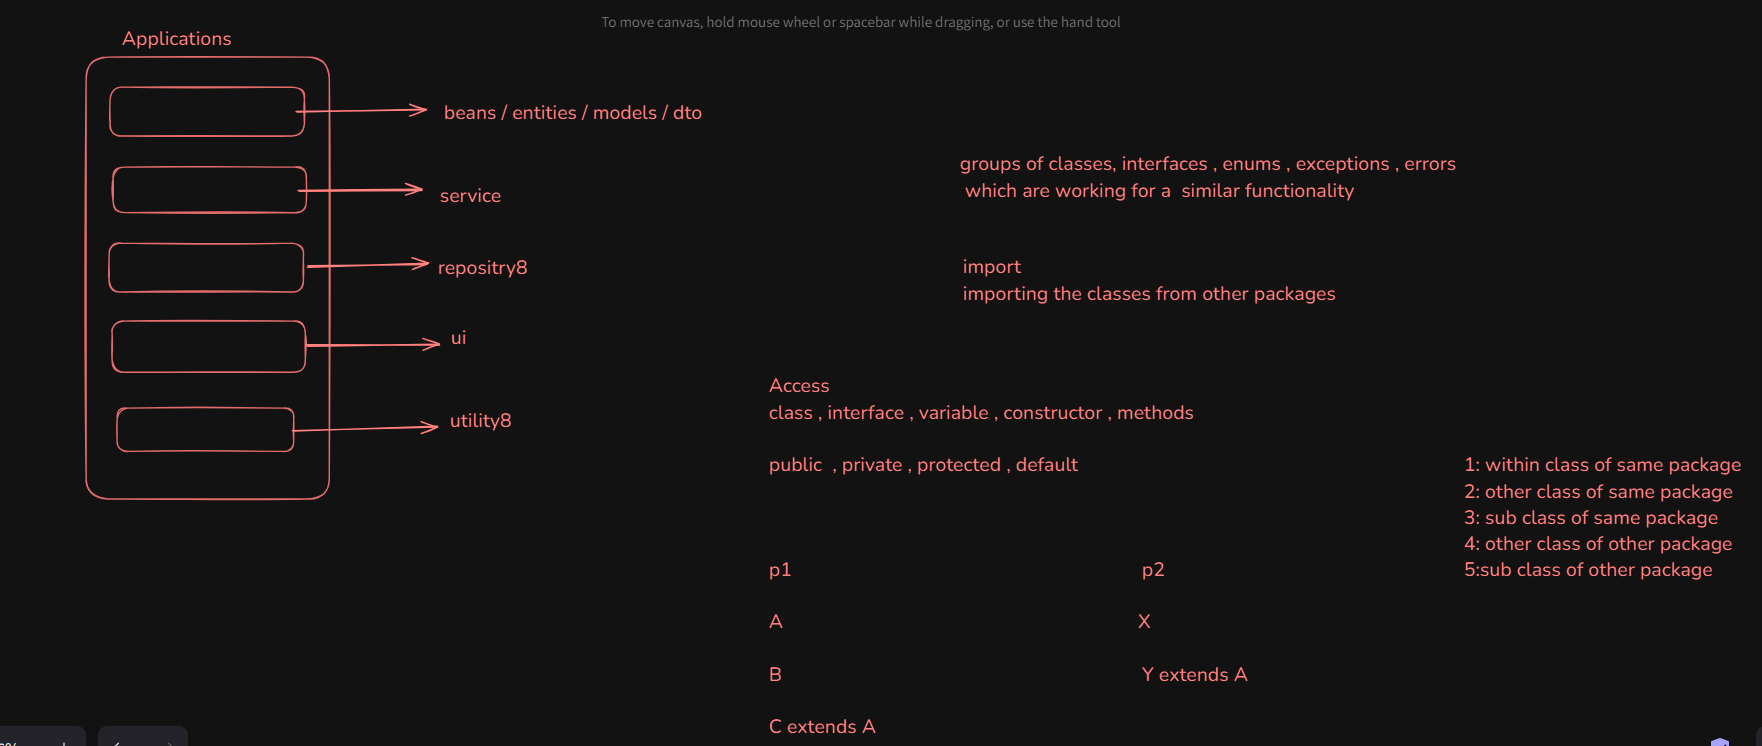 To move canvas, hold mouse wheel or spacebar while dragging, or use the hand tool
Applications
beans / entities / models / dto
service
repositry8
ui
utility8
groups of classes, interfaces , enums , exceptions , errors
which are working for a  similar functionality
import
importing the classes from other packages
Access
class , interface , variable , constructor , methods
public  , private , protected , default
1: within class of same package
2: other class of same package
3: sub class of same package
4: other class of other package
5:sub class of other package
p1
p2
A
X
B
Y extends A
C extends A